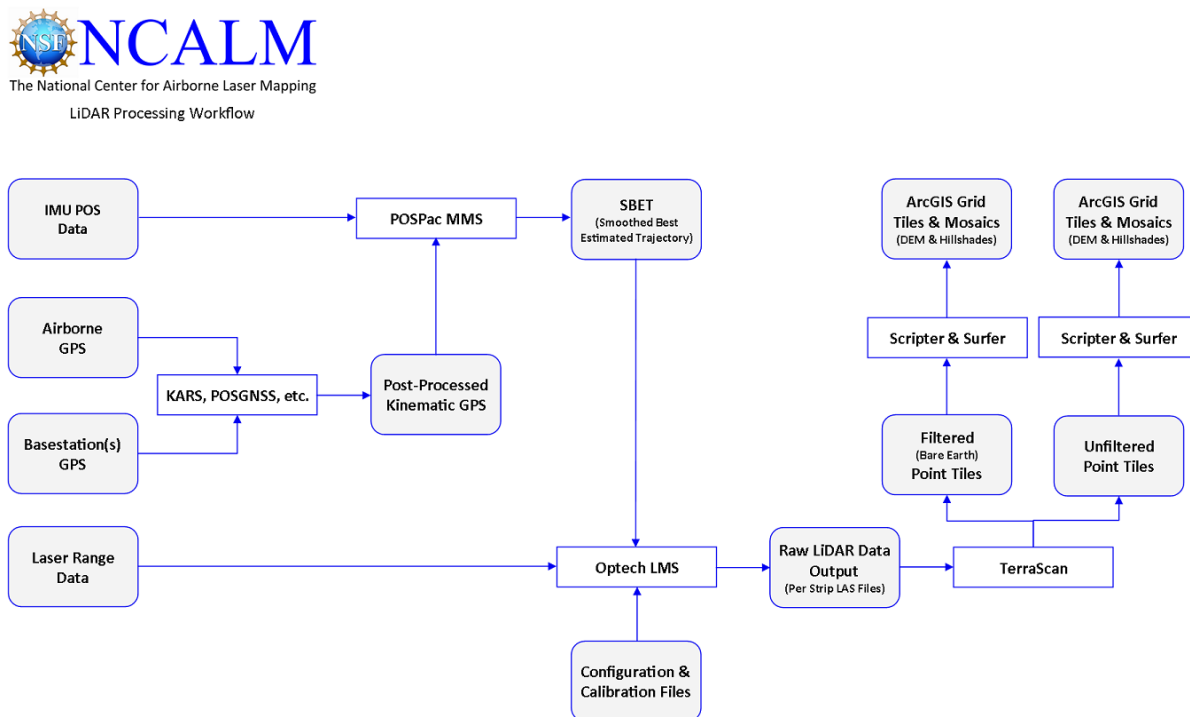 NSF NCALM
The National Center for Airborne Laser Mapping
LiDAR Processing Workflow
IMU POS
Data
POSPac MMS
SBET
(Smoothed Best
Estimated Trajectory)
ArcGIS Grid
Tiles & Mosaics
(DEM & Hillshades)
ArcGIS Grid
Tiles & Mosaics
(DEM & Hillshades)
Airborne
GPS
Scripter & Surfer
Scripter & Surfer
KARS, POSGNSS, etc.
Post-Processed
Kinematic GPS
Basestation(s)
GPS
Filtered
(Bare Earth)
Point Tiles
Unfiltered
Point Tiles
Laser Range
Data
Optech LMS
Raw LiDAR Data
Output
(Per Strip LAS Files)
TerraScan
Configuration &
Calibration Files